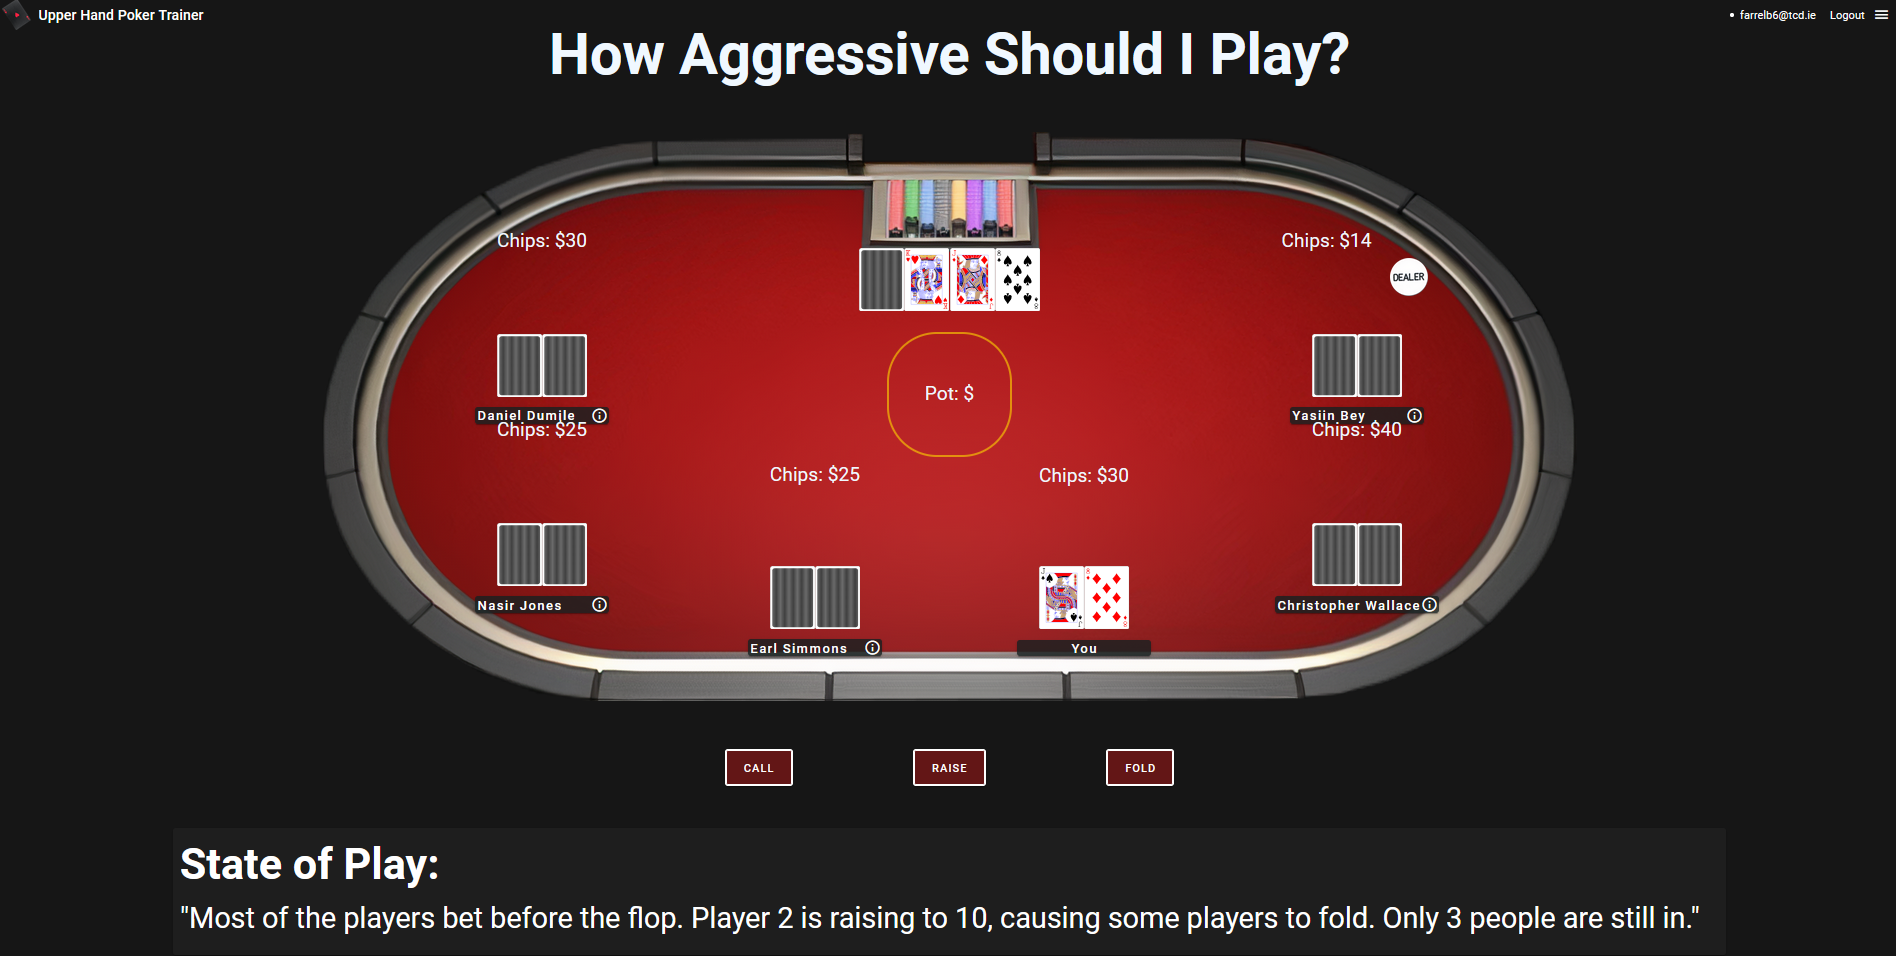 Upper Hand Poker Trainer
farrelb6@tcd.ie Logout
How Aggressive Should I Play?
Chips: $30
Chips: $14
DEALER
Pot: $
Daniel Dumile
Chips: $25
Yasiin Bey
Chips: $40
Chips: $25
Chips: $30
Nasir Jones
Christopher Wallace
Earl Simmons
You
CALL
RAISE
FOLD
State of Play:
"Most of the players bet before the flop. Player 2 is raising to 10, causing some players to fold. Only 3 people are still in."